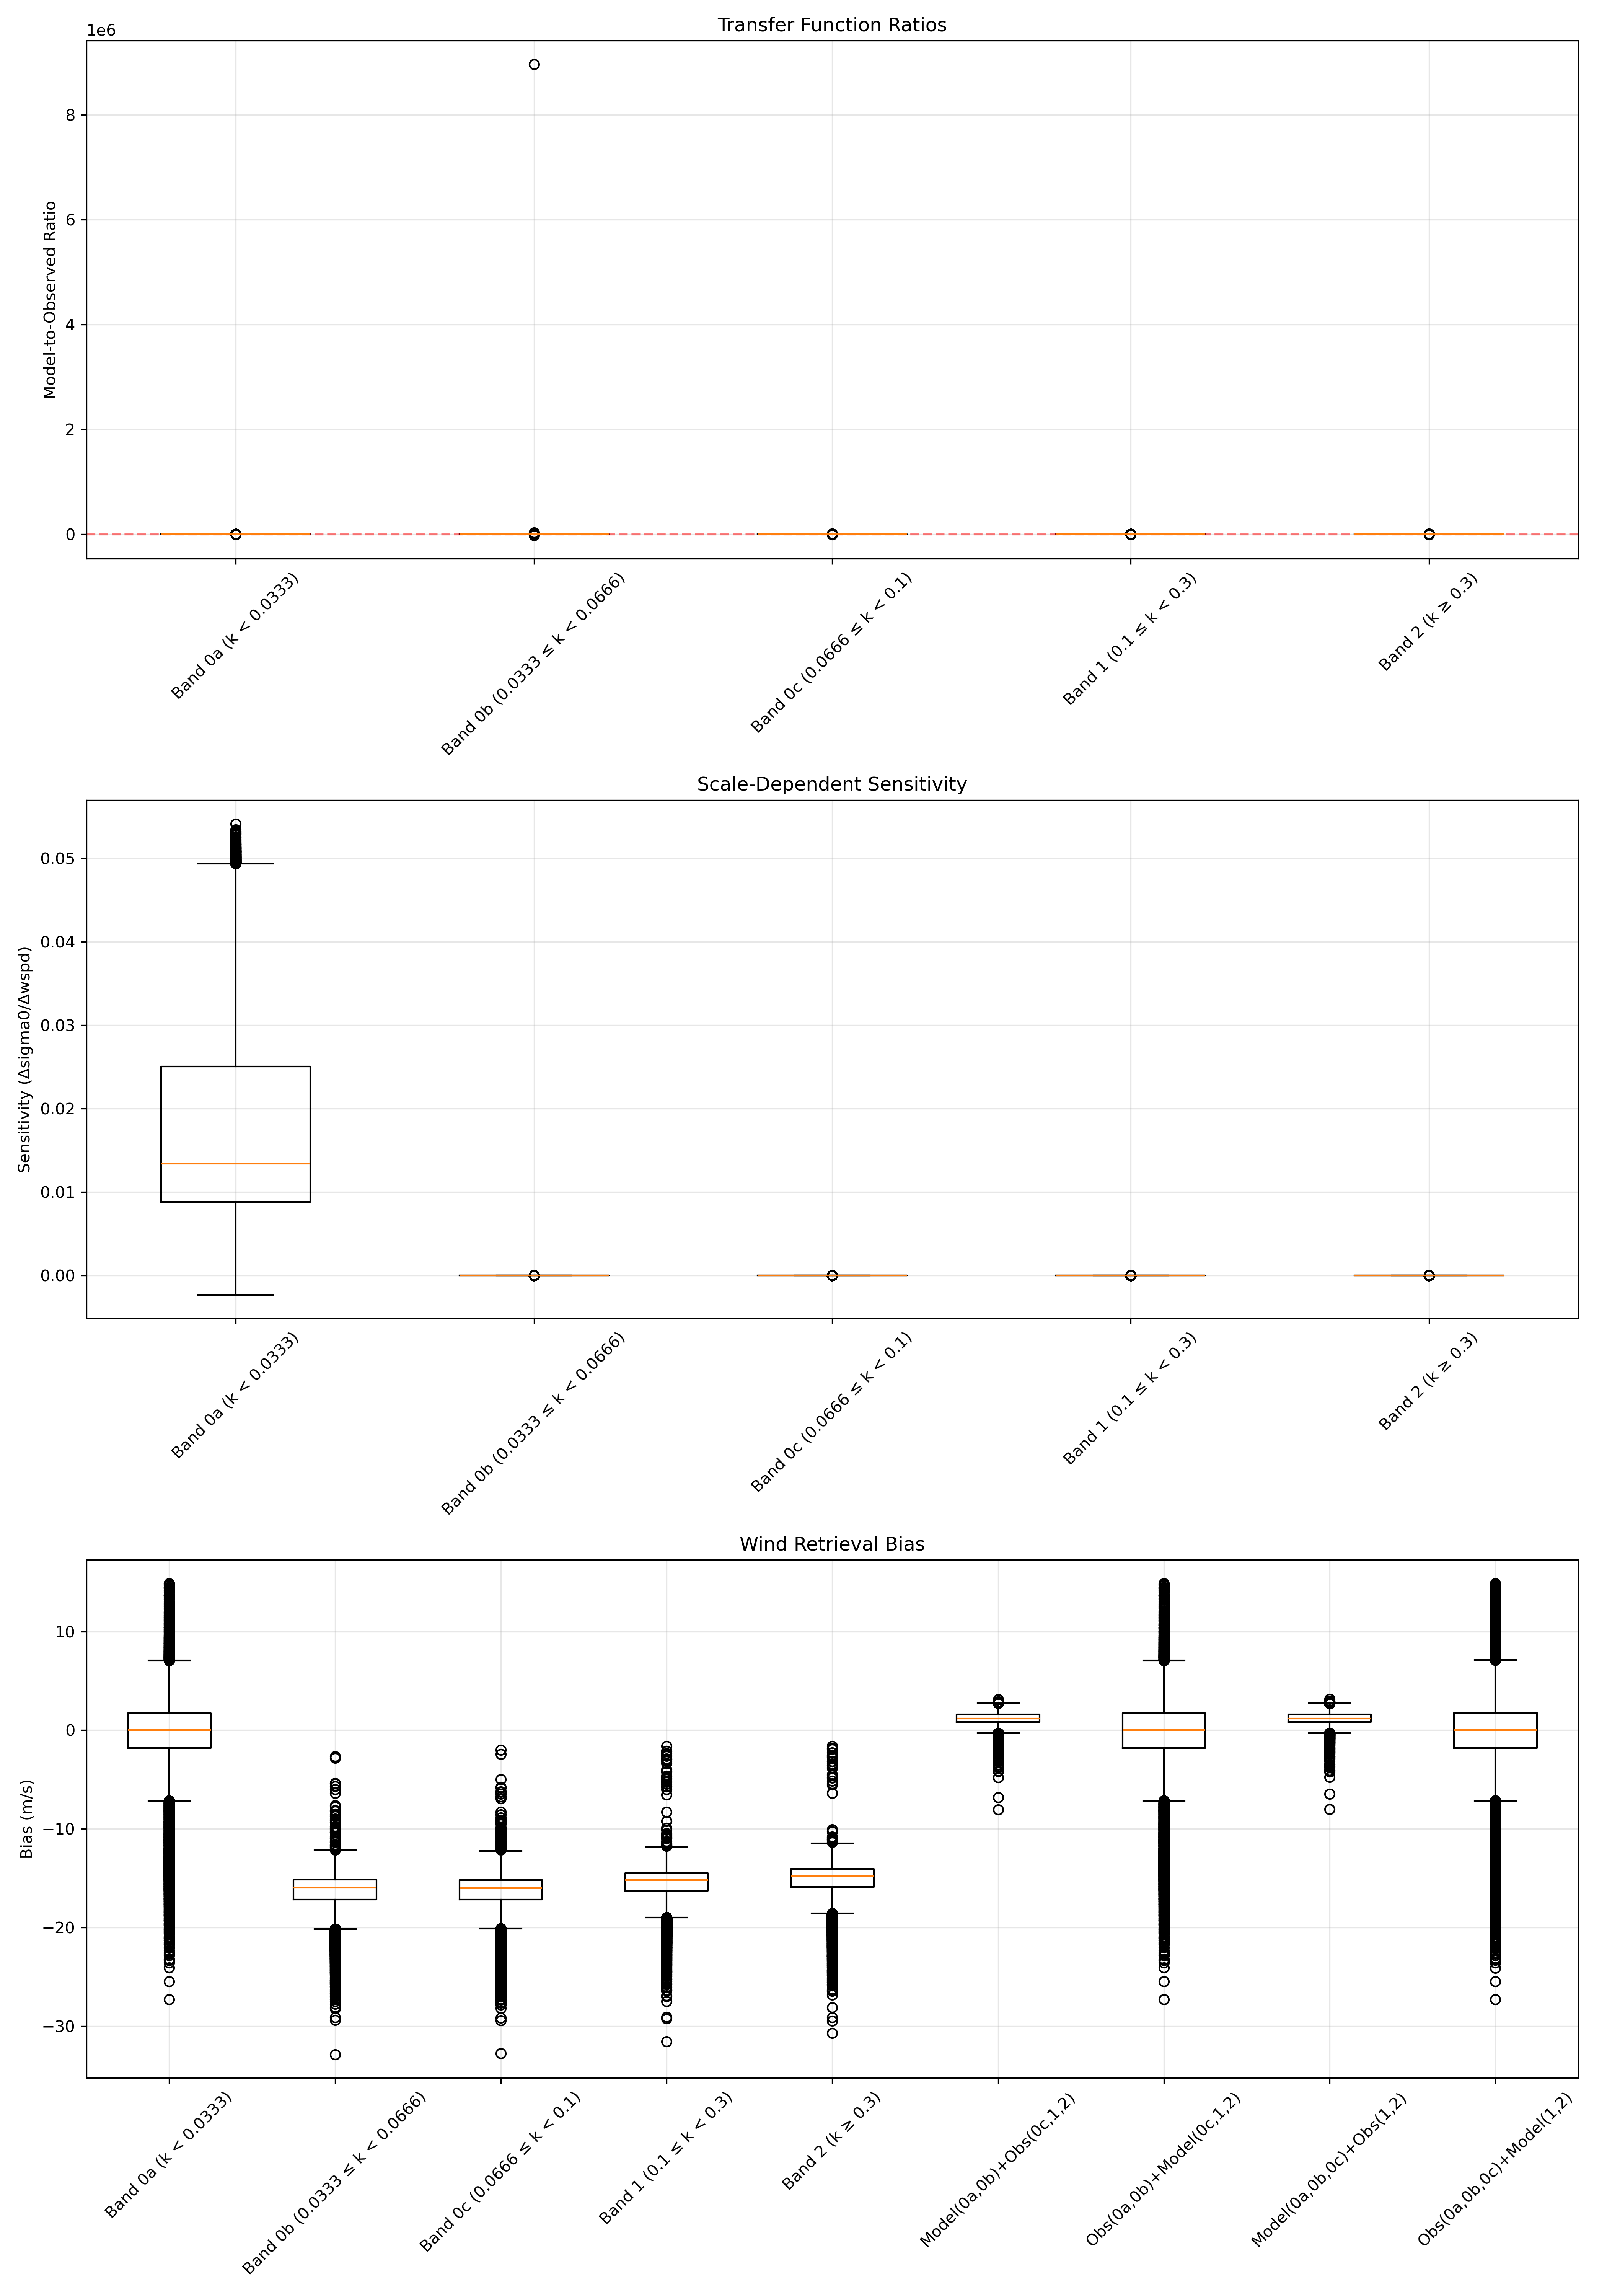 Transfer Function Ratios
1e6
Model-to-Observed Ratio
8
6
4
2
0
Band 0a (k < 0.0333)
Band 0b (0.0333 ≤ k < 0.0666)
Band 0c (0.0666 ≤ k < 0.1)
Band 1 (0.1 ≤ k < 0.3)
Band 2 (k ≥ 0.3)
Scale-Dependent Sensitivity
Sensitivity (Δsigma0/Δwspd)
0.05
0.04
0.03
0.02
0.01
0.00
Band 0a (k < 0.0333)
Band 0b (0.0333 ≤ k < 0.0666)
Band 0c (0.0666 ≤ k < 0.1)
Band 1 (0.1 ≤ k < 0.3)
Band 2 (k ≥ 0.3)
Wind Retrieval Bias
Bias (m/s)
10
0
−10
−20
−30
Band 0a (k < 0.0333)
Band 0b (0.0333 ≤ k < 0.0666)
Band 0c (0.0666 ≤ k < 0.1)
Band 1 (0.1 ≤ k < 0.3)
Band 2 (k ≥ 0.3)
Model(0a,0b)+Obs(0c,1,2)
Obs(0a,0b)+Model(0c,1,2)
Model(0a,0b,0c)+Obs(1,2)
Obs(0a,0b,0c)+Model(1,2)